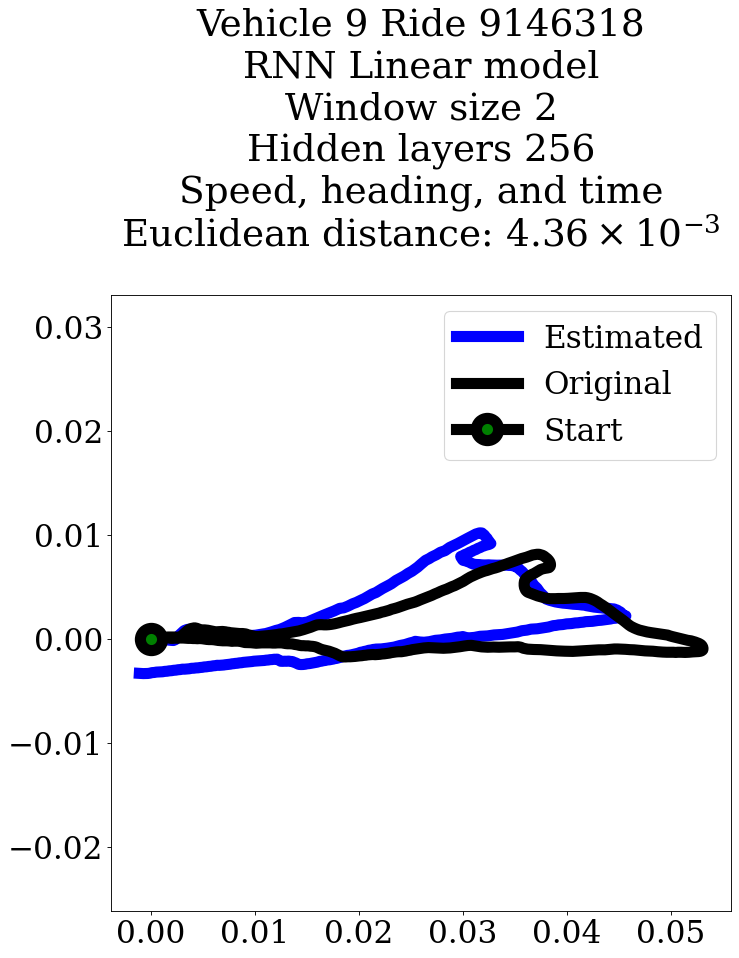 Vehicle 9 Ride 9146318
RNN Linear model
Window size 2
Hidden layers 256
Speed, heading, and time
Euclidean distance: 4.36 × 10⁻³
Estimated
Original
Start
0.03
0.02
0.01
0.00
−0.01
−0.02
0.00 0.01 0.02 0.03 0.04 0.05